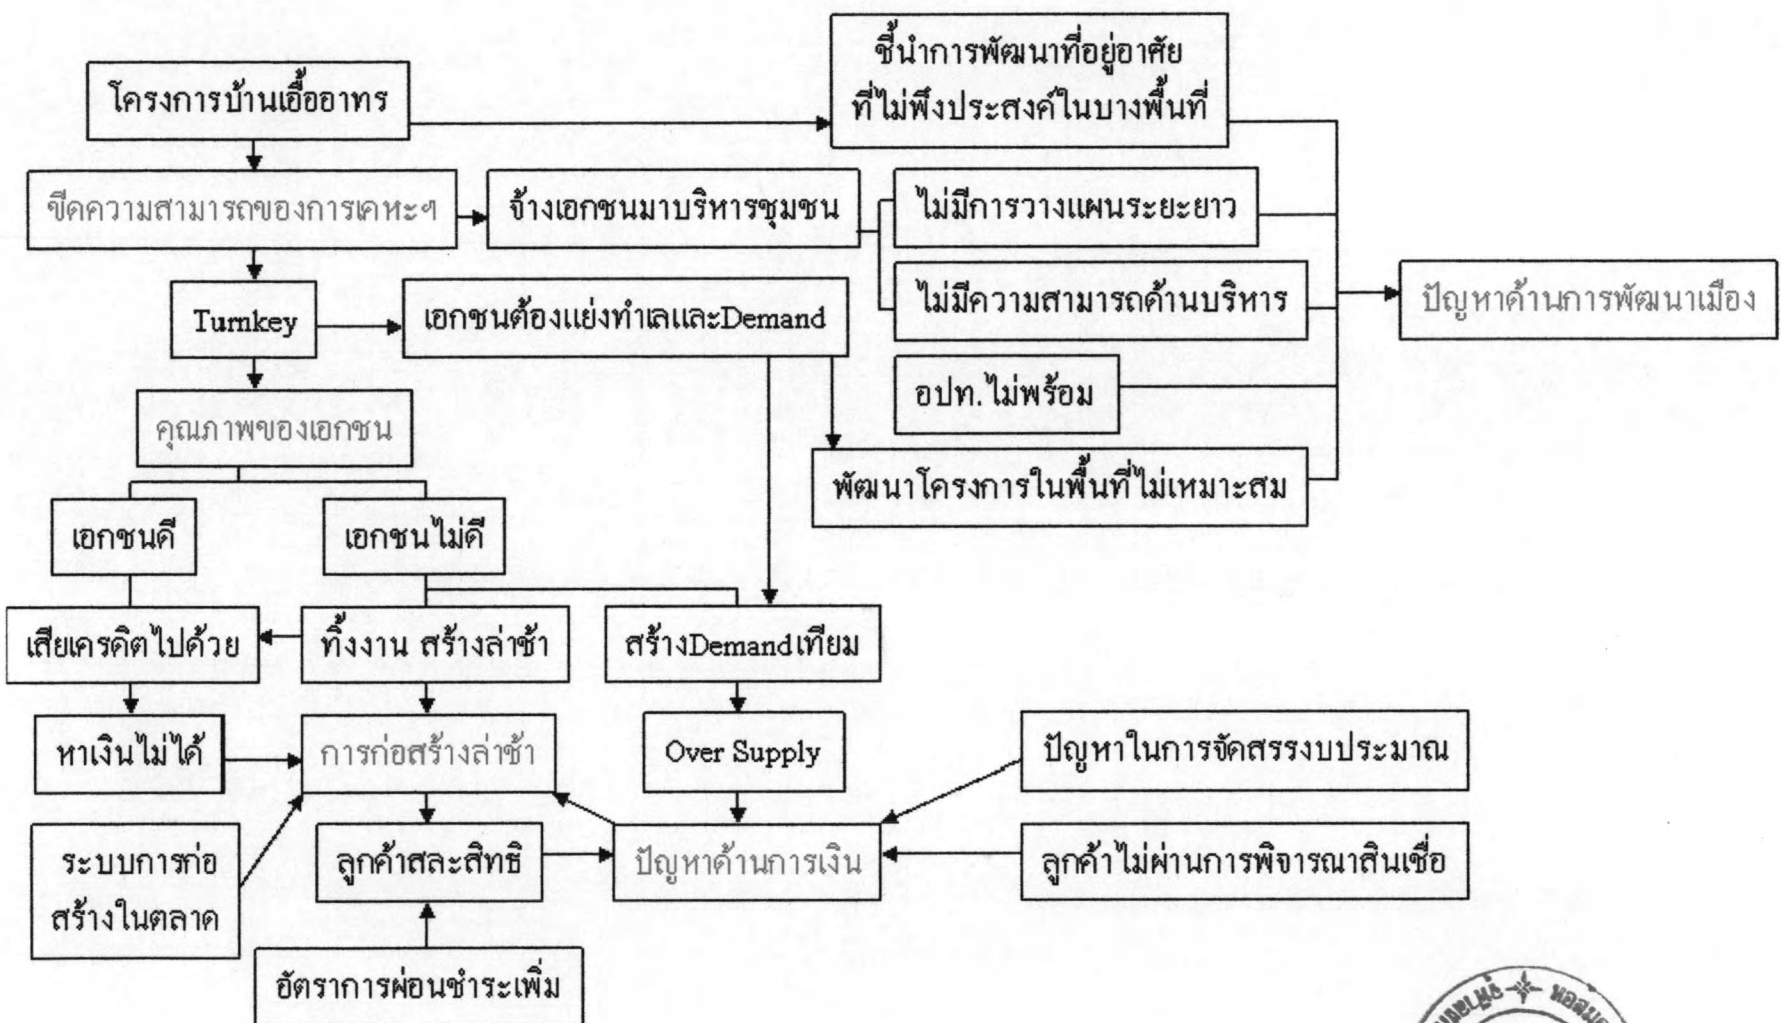 โครงการบ้านเอื้ออาทร
ชี้นำการพัฒนาที่อยู่อาศัย
ที่ไม่พึงประสงค์ในบางพื้นที่
ขีดความสามารถของการเคหะฯ
จ้างเอกชนมาบริหารชุมชน
ไม่มีการวางแผนระยะยาว
Turnkey
เอกชนต้องแย่งทำเลและDemand
ไม่มีความสามารถด้านบริหาร
ปัญหาด้านการพัฒนาเมือง
อปท.ไม่พร้อม
คุณภาพของเอกชน
พัฒนาโครงการในพื้นที่ไม่เหมาะสม
เอกชนดี
เอกชนไม่ดี
เสียเครดิตไปด้วย
ทิ้งงาน สร้างล่าช้า
สร้างDemandเทียม
หาเงินไม่ได้
การก่อสร้างล่าช้า
Over Supply
ปัญหาในการจัดสรรงบประมาณ
ระบบการก่อ
สร้างในตลาด
ลูกค้าสละสิทธิ
ปัญหาด้านการเงิน
ลูกค้าไม่ผ่านการพิจารณาสินเชื่อ
อัตราการผ่อนชำระเพิ่ม